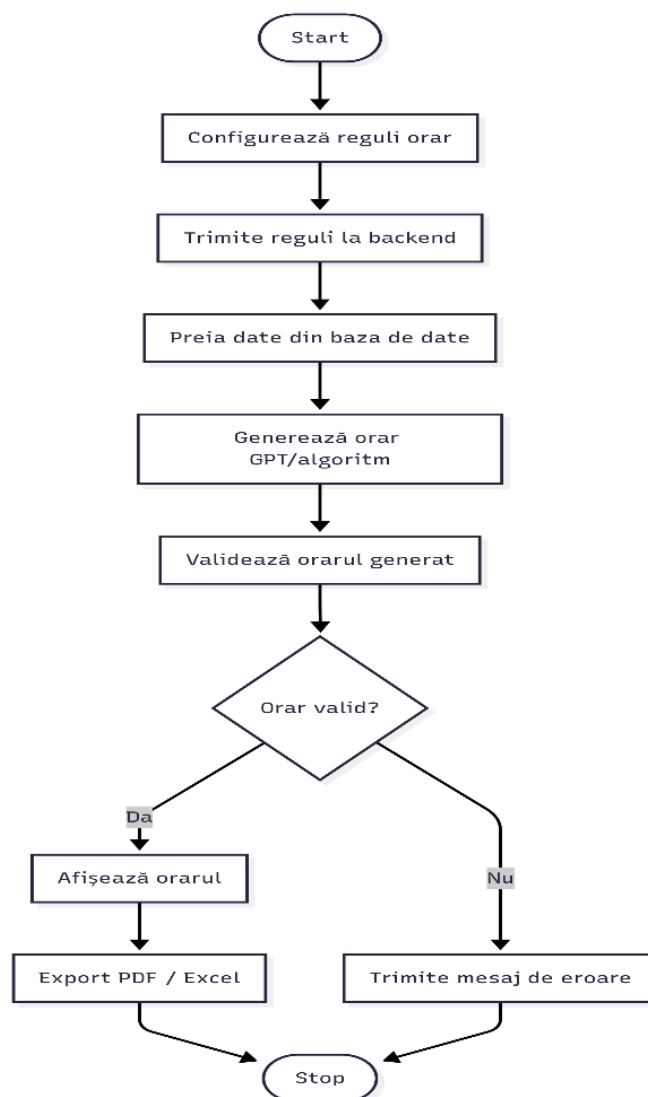 Start
Configurează reguli orar
Trimite reguli la backend
Preia date din baza de date
Generează orar
GPT/algoritm
Validează orarul generat
Orar valid?
Da
Nu
Afișează orarul
Export PDF / Excel
Trimite mesaj de eroare
Stop